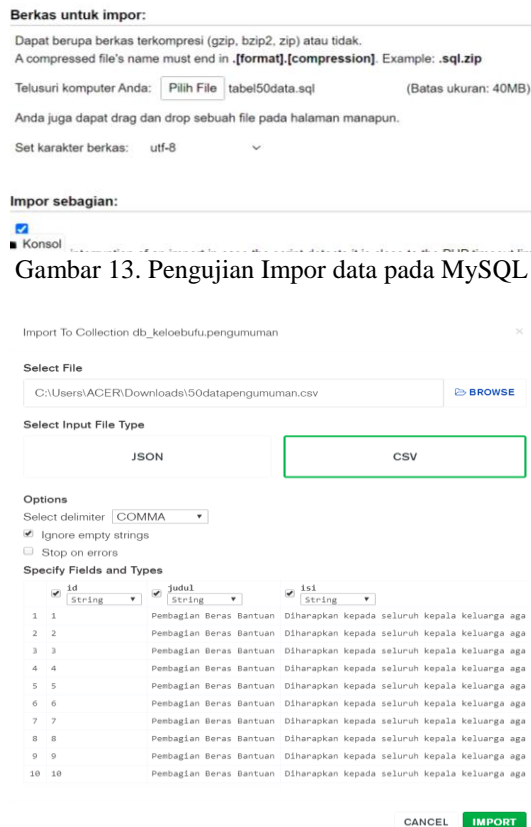 Berkas untuk impor:
Dapat berupa berkas terkompresi (gzip, bzip2, zip) atau tidak.
A compressed file's name must end in .[format].[compression]. Example: .sql.zip
Telusuri komputer Anda: Pilih File tabel50data.sql (Batas ukuran: 40MB)
Anda juga dapat drag dan drop sebuah file pada halaman manapun.
Set karakter berkas: utf-8
Impor sebagian:
Konsol
Gambar 13. Pengujian Impor data pada MySQL
Import To Collection db_keloebufu.pengumuman
Select File
C:\Users\ACER\Downloads\50datapengumuman.csv BROWSE
Select Input File Type
JSON CSV
Options
Select delimiter COMMA
Ignore empty strings
Stop on errors
Specify Fields and Types
id judul isi
String String String
1 1 Pembagian Beras Bantuan Diharapkan kepada seluruh kepala keluarga aga
2 2 Pembagian Beras Bantuan Diharapkan kepada seluruh kepala keluarga aga
3 3 Pembagian Beras Bantuan Diharapkan kepada seluruh kepala keluarga aga
4 4 Pembagian Beras Bantuan Diharapkan kepada seluruh kepala keluarga aga
5 5 Pembagian Beras Bantuan Diharapkan kepada seluruh kepala keluarga aga
6 6 Pembagian Beras Bantuan Diharapkan kepada seluruh kepala keluarga aga
7 7 Pembagian Beras Bantuan Diharapkan kepada seluruh kepala keluarga aga
8 8 Pembagian Beras Bantuan Diharapkan kepada seluruh kepala keluarga aga
9 9 Pembagian Beras Bantuan Diharapkan kepada seluruh kepala keluarga aga
10 10 Pembagian Beras Bantuan Diharapkan kepada seluruh kepala keluarga aga
CANCEL IMPORT